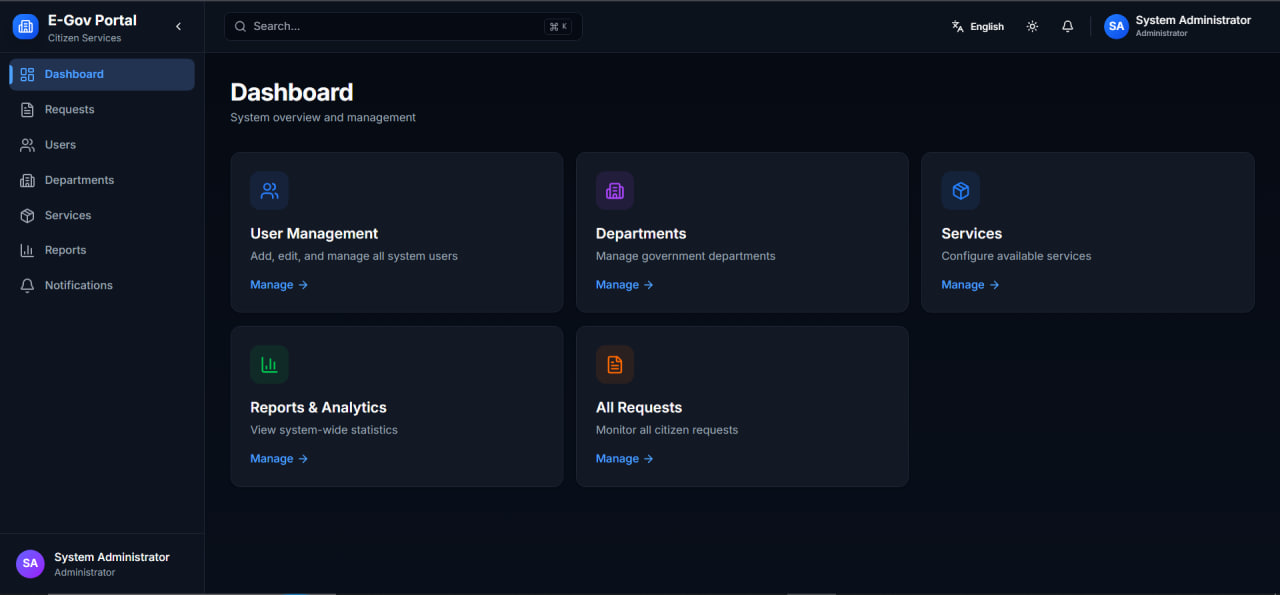 E-Gov Portal
Citizen Services
Search...
⌘ K
English
SA
System Administrator
Administrator
Dashboard
Requests
Users
Departments
Services
Reports
Notifications
Dashboard
System overview and management
User Management
Add, edit, and manage all system users
Manage →
Departments
Manage government departments
Manage →
Services
Configure available services
Manage →
Reports & Analytics
View system-wide statistics
Manage →
All Requests
Monitor all citizen requests
Manage →
SA
System Administrator
Administrator